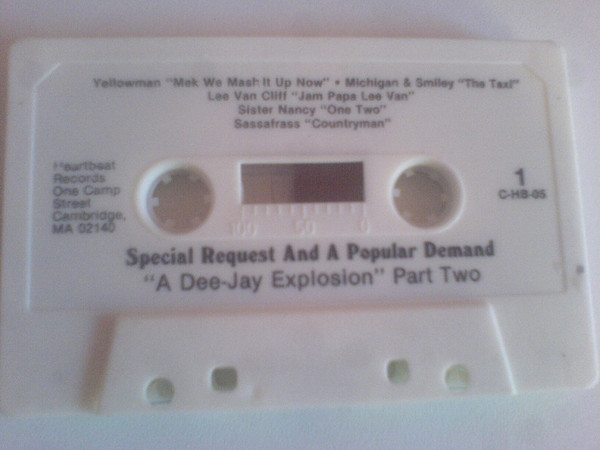 Yellowman "Mek We Mash It Up Now" • Michigan & Smiley "The Taxi"
Lee Van Cliff "Jam Papa Lee Van"
Sister Nancy "One Two"
Sassafrass "Countryman"
Heartbeat
Records
One Camp
Street
Cambridge,
MA 02140
100 50 0
1
C-HB-05
Special Request And A Popular Demand
"A Dee-Jay Explosion" Part Two